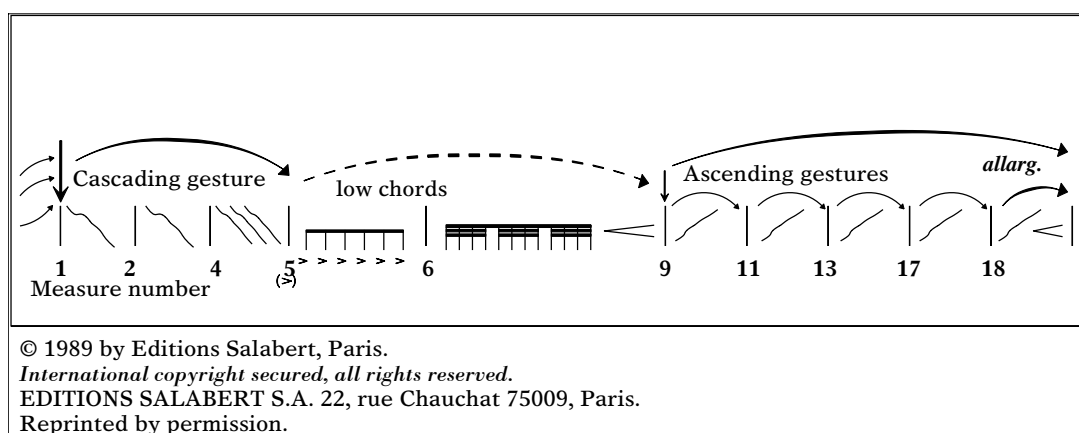 Cascading gesture
low chords
Ascending gestures
allarg.
1 2 4 5 6 9 11 13 17 18
(>) > > > > > >
Measure number
© 1989 by Editions Salabert, Paris.
International copyright secured, all rights reserved.
EDITIONS SALABERT S.A. 22, rue Chauchat 75009, Paris.
Reprinted by permission.